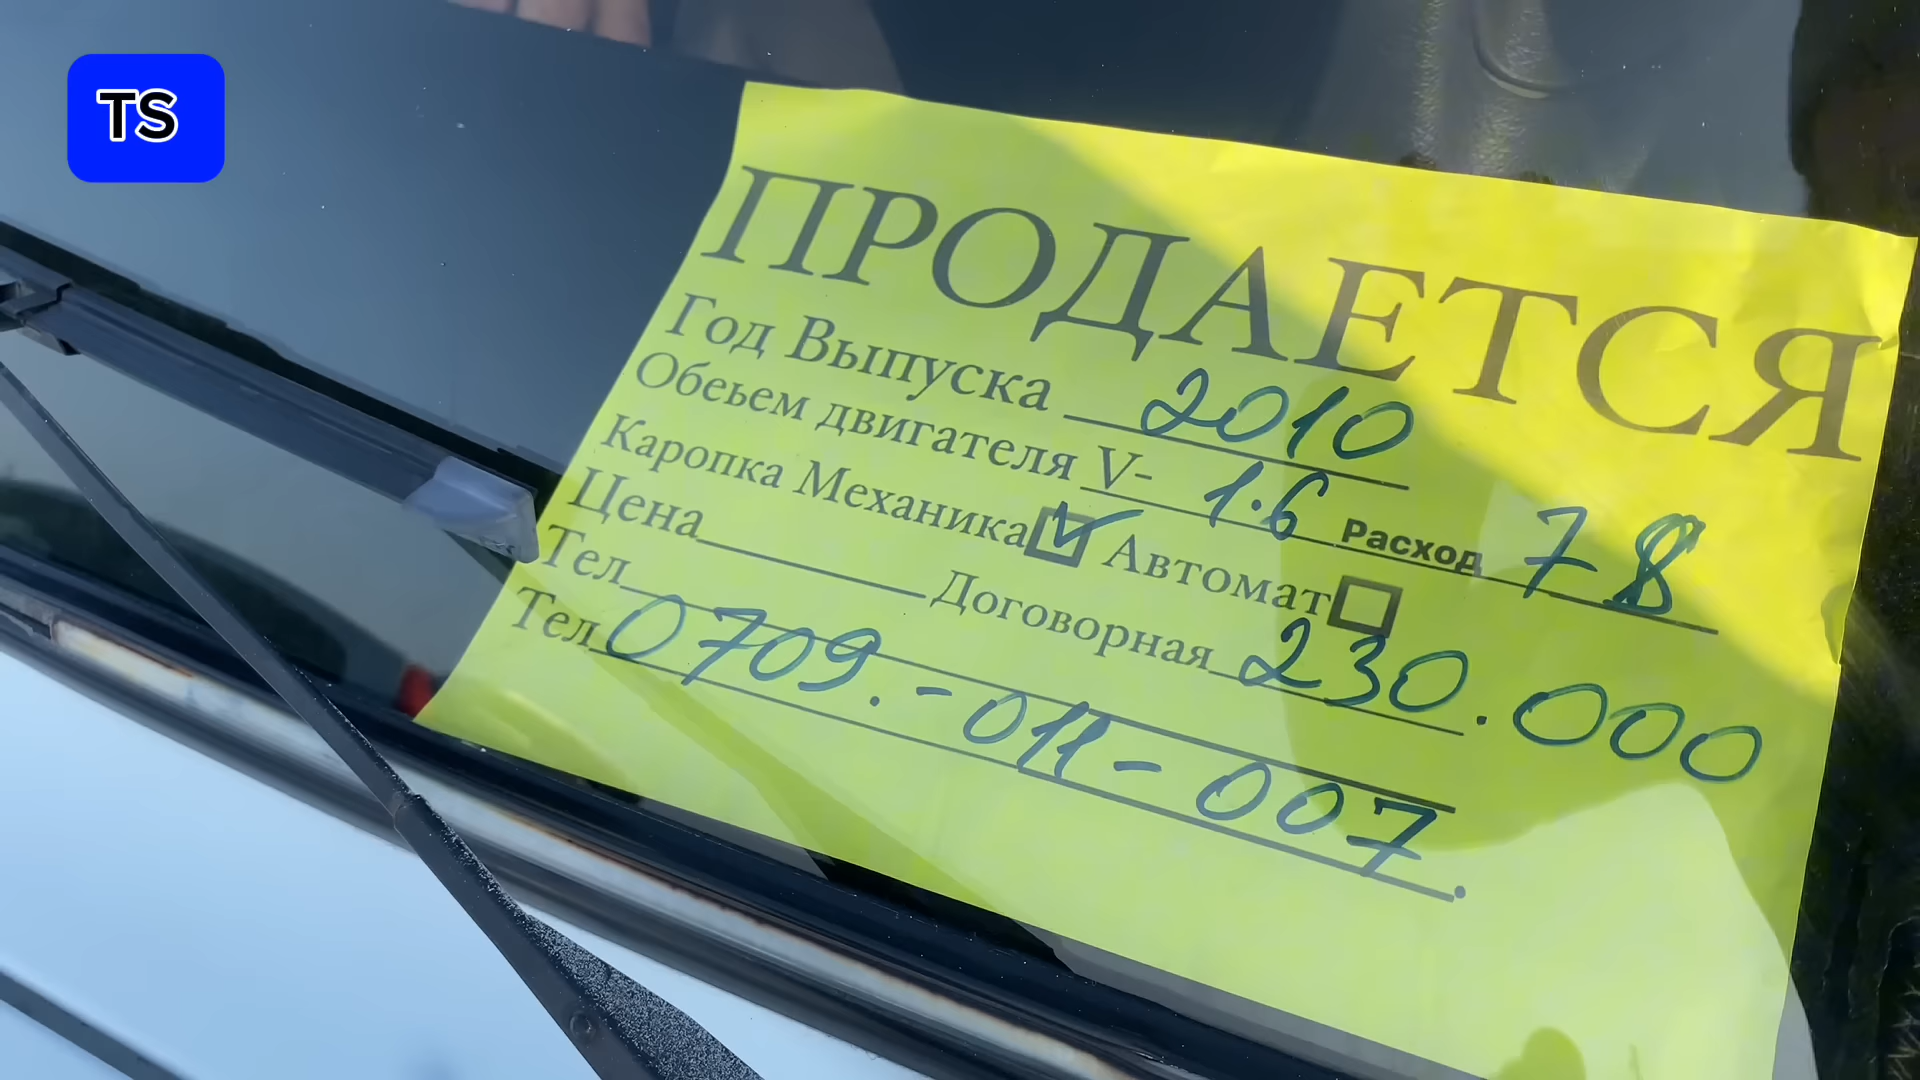 TS
ПРОДАЕТСЯ
Год Выпуска 2010
Обеьем двигателя V- 1.6 Расход 7 8
Каропка Механика ☑ Автомат ☐
Цена Договорная 230.000
Тел
Тел 0709.-011-007.